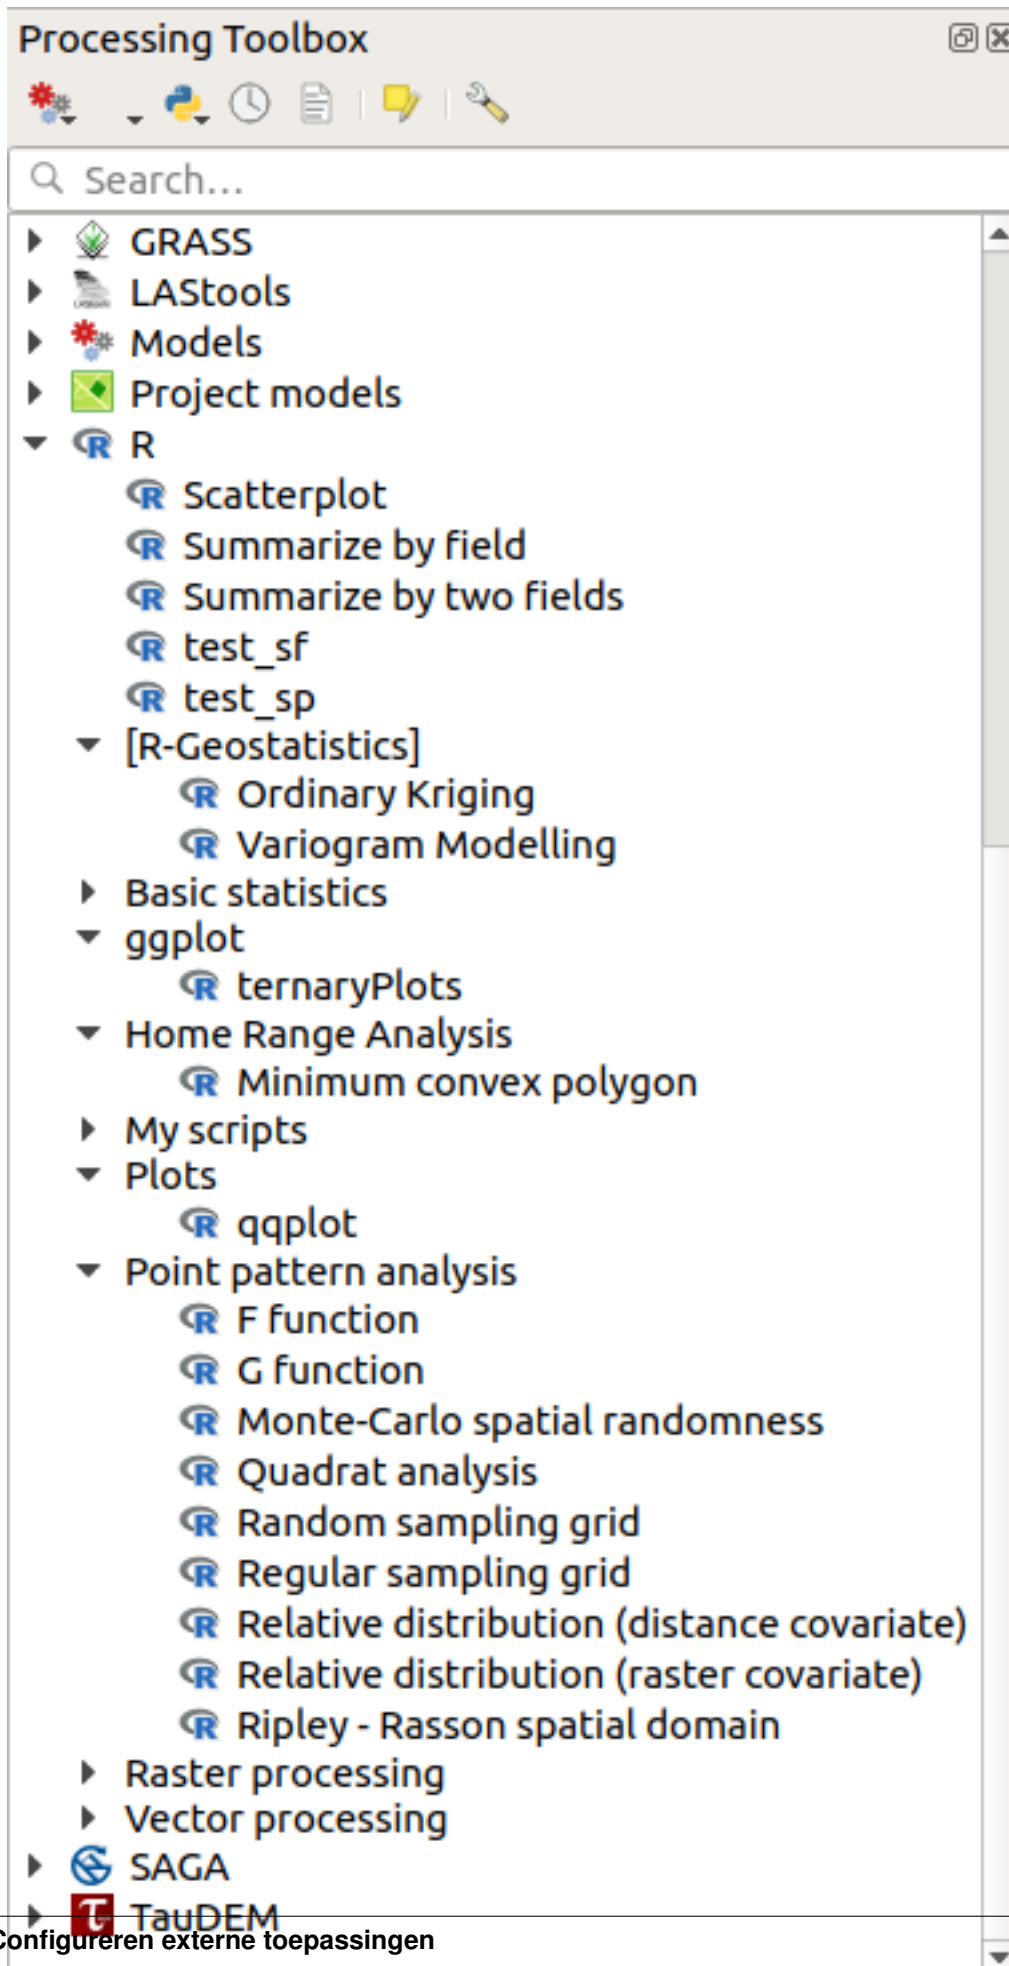 Processing Toolbox
Search...
GRASS
LAStools
Models
Project models
R
Scatterplot
Summarize by field
Summarize by two fields
test_sf
test_sp
[R-Geostatistics]
Ordinary Kriging
Variogram Modelling
Basic statistics
ggplot
ternaryPlots
Home Range Analysis
Minimum convex polygon
My scripts
Plots
qqplot
Point pattern analysis
F function
G function
Monte-Carlo spatial randomness
Quadrat analysis
Random sampling grid
Regular sampling grid
Relative distribution (distance covariate)
Relative distribution (raster covariate)
Ripley - Rasson spatial domain
Raster processing
Vector processing
SAGA
TauDEM
Configureren externe toepassingen